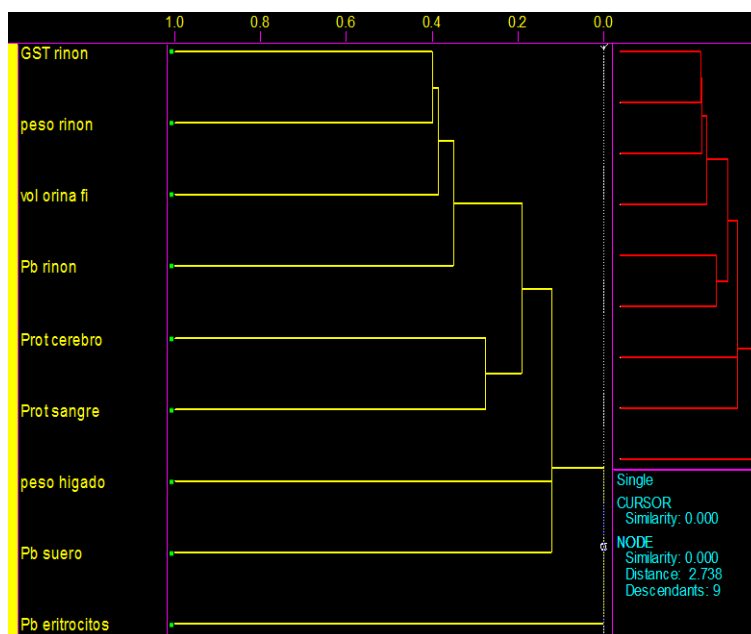 1.0 0.8 0.6 0.4 0.2 0.0
GST rinon
peso rinon
vol orina fi
Pb rinon
Prot cerebro
Prot sangre
peso higado
Pb suero
Pb eritrocitos
Single
CURSOR
Similarity: 0.000
NODE
Similarity: 0.000
Distance: 2.738
Descendants: 9